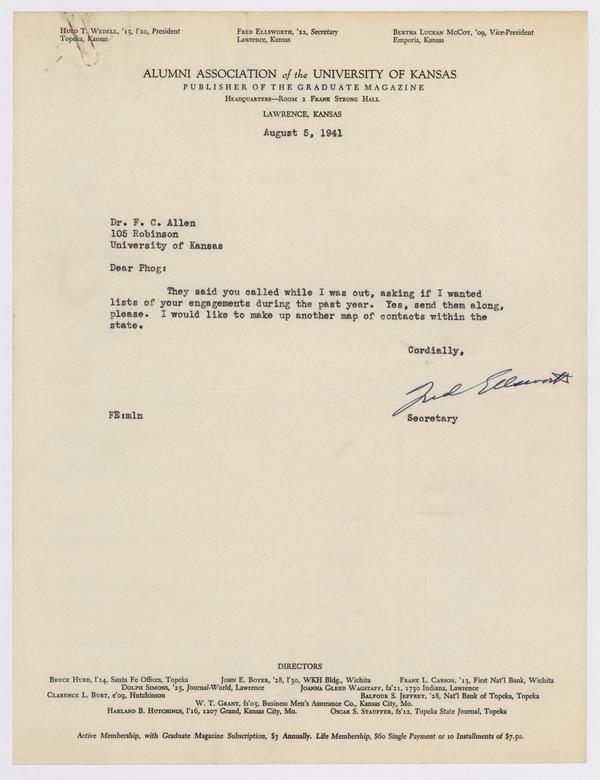 Hugo T. Wedell, '15, l'20, President
Topeka, Kansas
Fred Ellsworth, '22, Secretary
Lawrence, Kansas
Bertha Luckan McCoy, '09, Vice-President
Emporia, Kansas
ALUMNI ASSOCIATION of the UNIVERSITY OF KANSAS
PUBLISHER OF THE GRADUATE MAGAZINE
Headquarters—Room 2 Frank Strong Hall
LAWRENCE, KANSAS
August 5, 1941
Dr. F. C. Allen
105 Robinson
University of Kansas
Dear Phog:
They said you called while I was out, asking if I wanted
lists of your engagements during the past year. Yes, send them along,
please. I would like to make up another map of contacts within the
state.
Cordially,
Fred Ellsworth
FE:mln
Secretary
DIRECTORS
Bruce Hurd, l'14, Santa Fe Offices, Topeka John E. Boyer, '28, l'30, WKH Bldg., Wichita Frank L. Carson, '13, First Nat'l Bank, Wichita
Dolph Simons, '25, Journal-World, Lawrence Joanna Gleed Wagstaff, fa'21, 1730 Indiana, Lawrence
Clarence L. Burt, e'09, Hutchinson Balfour S. Jeffrey, '28, Nat'l Bank of Topeka, Topeka
W. T. Grant, fs'05, Business Men's Assurance Co., Kansas City, Mo.
Harland B. Hutchings, l'16, 1207 Grand, Kansas City, Mo. Oscar S. Stauffer, fs'12, Topeka State Journal, Topeka
Active Membership, with Graduate Magazine Subscription, $3 Annually. Life Membership, $60 Single Payment or 10 Installments of $7.50.